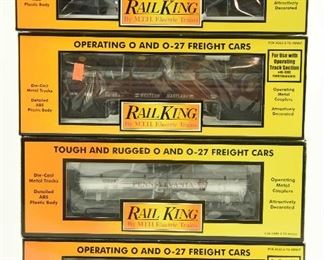 Plastic Body
RAIL KING
By M.T.H. Electric Trains
Attractively
Decorated
OPERATING O AND O-27 FREIGHT CARS
Die-Cast
Metal Trucks
Detailed
ABS
Plastic Body
WESTERN MARYLAND
For Use with
Operating
Track Section
Operating
Metal
Couplers
Attractively
Decorated
RAIL KING
By M.T.H. Electric Trains
TOUGH AND RUGGED O AND O-27 FREIGHT CARS
Die-Cast
Metal Trucks
Detailed
ABS
Plastic Body
Operating
Metal
Couplers
Attractively
Decorated
RAIL KING
By M.T.H. Electric Trains
OPERATING O AND O-27 FREIGHT CARS